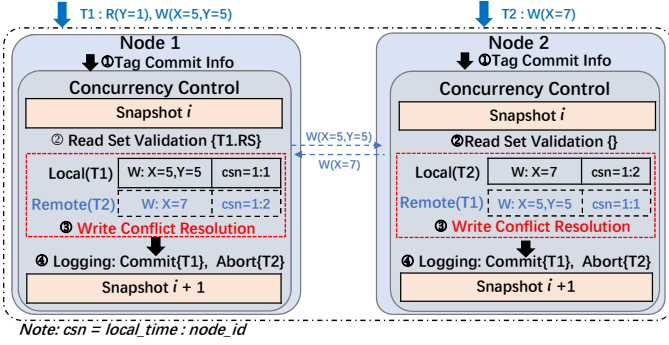 T1 : R(Y=1), W(X=5,Y=5)
T2 : W(X=7)
Node 1
①Tag Commit Info
Concurrency Control
Snapshot i
② Read Set Validation {T1.RS}
Local(T1) W: X=5,Y=5 csn=1:1
Remote(T2) W: X=7 csn=1:2
③ Write Conflict Resolution
④ Logging: Commit{T1}, Abort{T2}
Snapshot i + 1
W(X=5,Y=5)
W(X=7)
Node 2
①Tag Commit Info
Concurrency Control
Snapshot i
②Read Set Validation {}
Local(T2) W: X=7 csn=1:2
Remote(T1) W: X=5,Y=5 csn=1:1
③ Write Conflict Resolution
④ Logging: Commit{T1}, Abort{T2}
Snapshot i +1
Note: csn = local_time : node_id